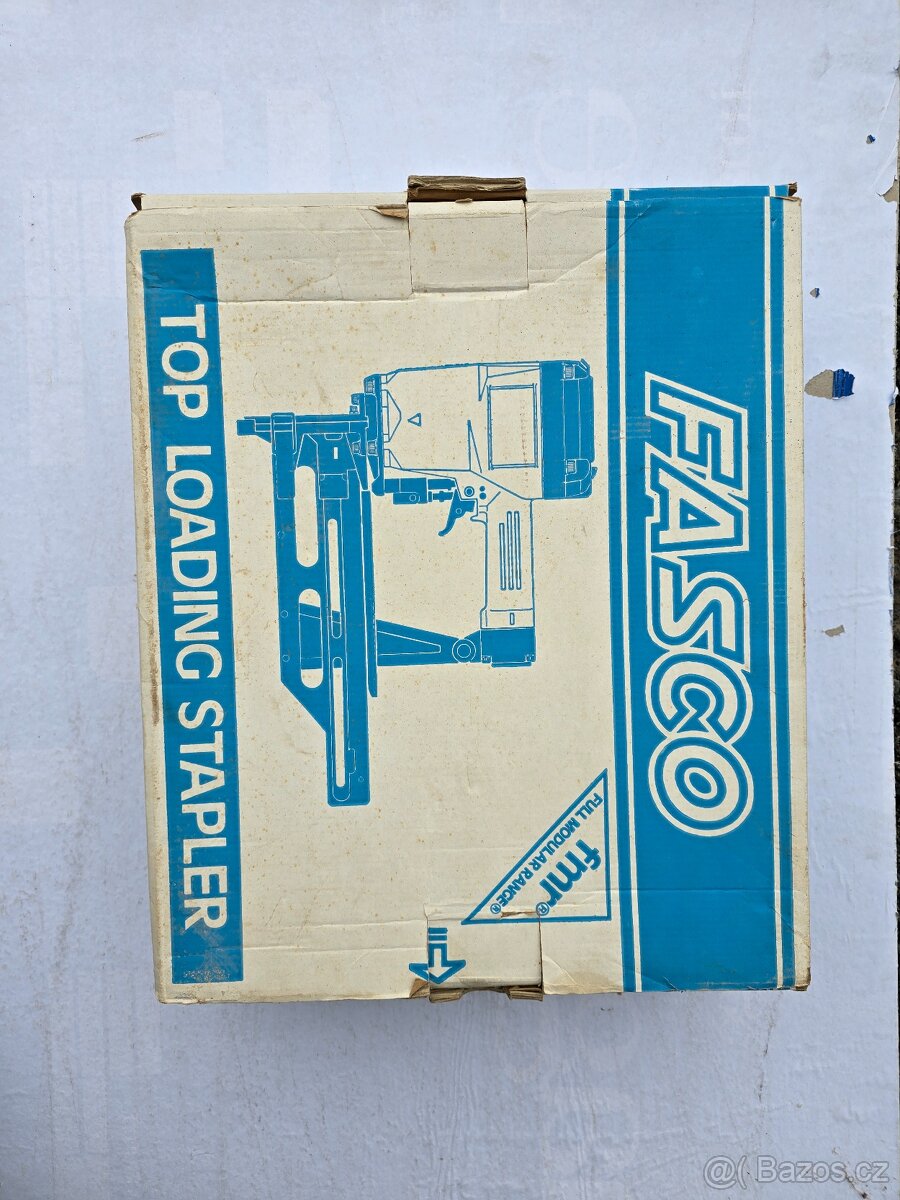 FASCO
fmr®
FULL MODULAR RANGE®
TOP LOADING STAPLER
@( Bazos.cz